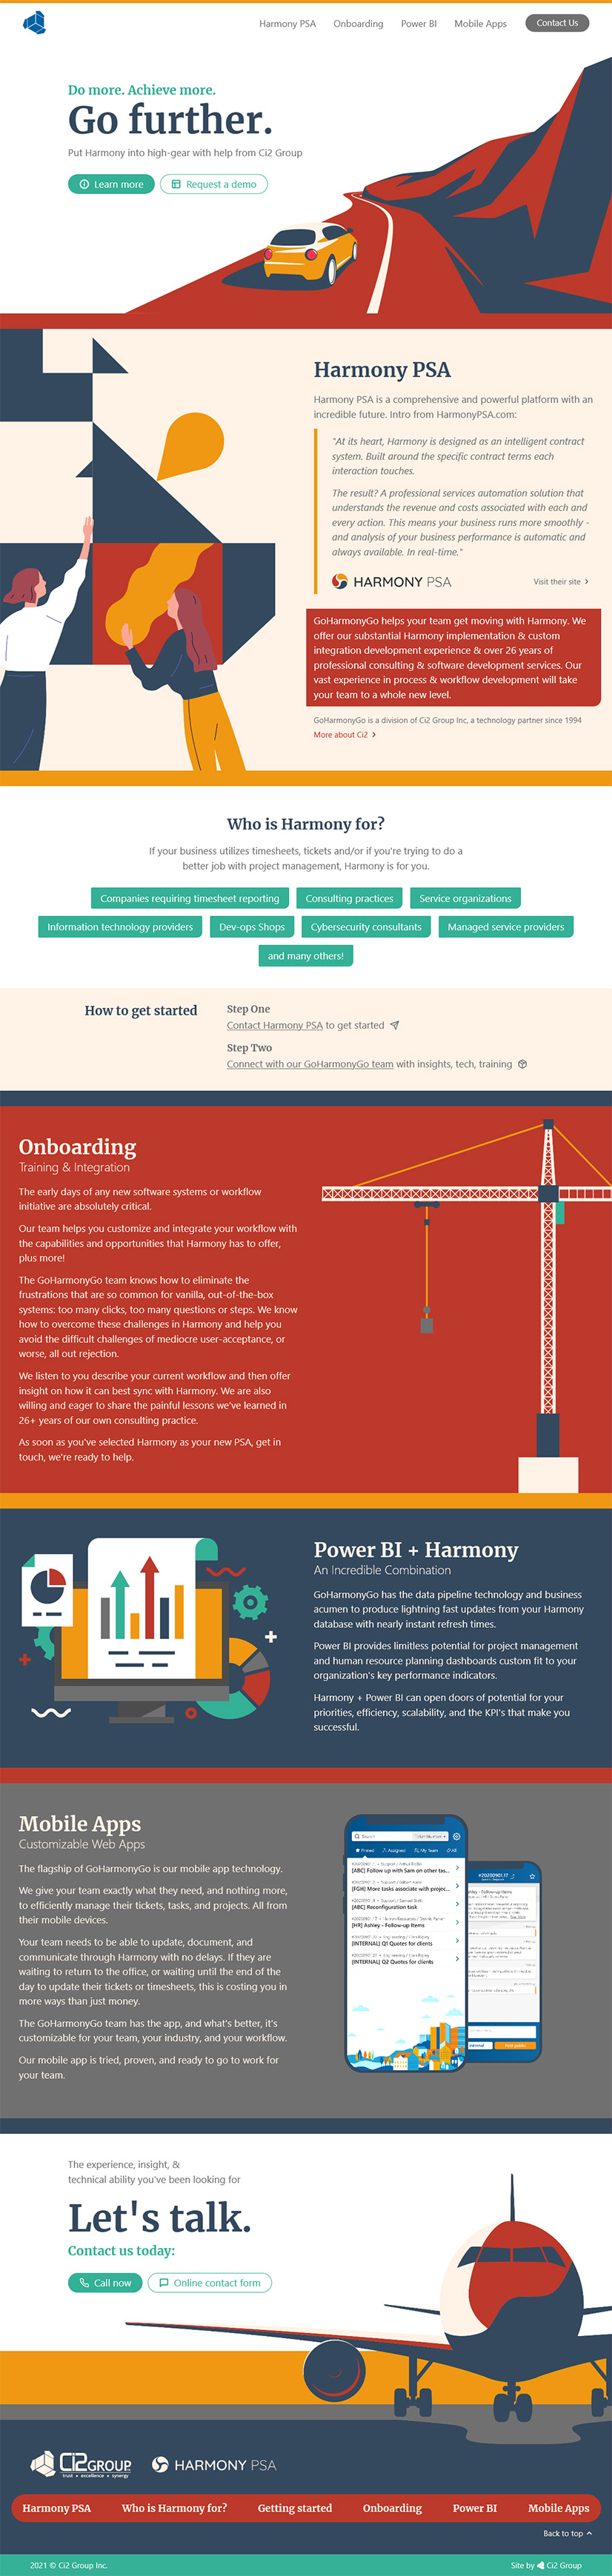 Harmony PSA Onboarding Power BI Mobile Apps Contact Us
Do more. Achieve more.
Go further.
Put Harmony into high-gear with help from Ci2 Group
Learn more Request a demo
Harmony PSA
Harmony PSA is a comprehensive and powerful platform with an
incredible future. Intro from HarmonyPSA.com:
"At its heart, Harmony is designed as an intelligent contract
system. Built around the specific contract terms each
interaction touches.
The result? A professional services automation solution that
understands the revenue and costs associated with each and
every action. This means your business runs more smoothly -
and analysis of your business performance is automatic and
always available. In real-time."
HARMONY PSA Visit their site
GoHarmonyGo helps your team get moving with Harmony. We
offer our substantial Harmony implementation & custom
integration development experience & over 26 years of
professional consulting & software development services. Our
vast experience in process & workflow development will take
your team to a whole new level.
GoHarmonyGo is a division of Ci2 Group Inc, a technology partner since 1994
More about Ci2
Who is Harmony for?
If your business utilizes timesheets, tickets and/or if you're trying to do a
better job with project management, Harmony is for you.
Companies requiring timesheet reporting Consulting practices Service organizations
Information technology providers Dev-ops Shops Cybersecurity consultants Managed service providers
and many others!
How to get started
Step One
Contact Harmony PSA to get started
Step Two
Connect with our GoHarmonyGo team with insights, tech, training
Onboarding
Training & Integration
The early days of any new software systems or workflow
initiative are absolutely critical.
Our team helps you customize and integrate your workflow with
the capabilities and opportunities that Harmony has to offer,
plus more!
The GoHarmonyGo team knows how to eliminate the
frustrations that are so common for vanilla, out-of-the-box
systems: too many clicks, too many questions or steps. We know
how to overcome these challenges in Harmony and help you
avoid the difficult challenges of mediocre user-acceptance, or
worse, all out rejection.
We listen to you describe your current workflow and then offer
insight on how it can best sync with Harmony. We are also
willing and eager to share the painful lessons we've learned in
26+ years of our own consulting practice.
As soon as you've selected Harmony as your new PSA, get in
touch, we're ready to help.
Power BI + Harmony
An Incredible Combination
GoHarmonyGo has the data pipeline technology and business
acumen to produce lightning fast updates from your Harmony
database with nearly instant refresh times.
Power BI provides limitless potential for project management
and human resource planning dashboards custom fit to your
organization's key performance indicators.
Harmony + Power BI can open doors of potential for your
priorities, efficiency, scalability, and the KPI's that make you
successful.
Mobile Apps
Customizable Web Apps
The flagship of GoHarmonyGo is our mobile app technology.
We give your team exactly what they need, and nothing more,
to efficiently manage their tickets, tasks, and projects. All from
their mobile devices.
Your team needs to be able to update, document, and
communicate through Harmony with no delays. If they are
waiting to return to the office, or waiting until the end of the
day to update their tickets or timesheets, this is costing you in
more ways than just money.
The GoHarmonyGo team has the app, and what's better, it's
customizable for your team, your industry, and your workflow.
Our mobile app is tried, proven, and ready to go to work for
your team.
Search
Assigned My Team All
[ABC] Follow up with Sam on other tas...
[FGH] More tasks associate with projec...
[ABC] Reconfiguration task
[HR] Ashley - Follow-up Items
[INTERNAL] Q1 Quotes for clients
[INTERNAL] Q2 Quotes for clients
#20200901.17
The experience, insight, &
technical ability you've been looking for
Let's talk.
Contact us today:
Call now Online contact form
Ci2GROUP
trust • excellence • synergy
HARMONY PSA
Harmony PSA Who is Harmony for? Getting started Onboarding Power BI Mobile Apps
Back to top
2021 © Ci2 Group Inc. Site by Ci2 Group